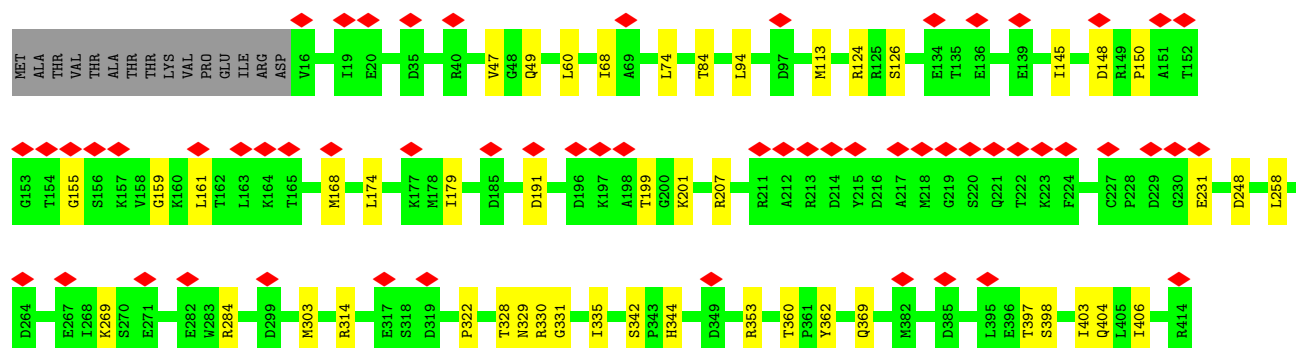 MET ALA THR VAL THR ALA THR THR LYS VAL PRO GLU ILE ARG ASP V16 I19 E20 D35 R40 V47 G48 Q49 L60 I68 A69 L74 T84 L94 D97 M113 R124 R125 S126 E134 T135 E136 E139 I145 D148 R149 P150 A151 T152
G153 T154 G155 S156 K157 V158 G159 K160 L161 T162 L163 K164 T165 M168 L174 K177 M178 I179 D185 D191 D196 K197 A198 T199 G200 K201 R207 R211 A212 R213 D214 Y215 D216 A217 M218 G219 S220 Q221 T222 K223 F224 C227 P228 D229 G230 E231 D248 L258
D264 E267 I268 K269 S270 E271 E282 W283 R284 D299 M303 R314 E317 S318 D319 P322 T328 N329 R330 G331 I335 S342 P343 H344 D349 R353 T360 P361 Y362 Q369 M382 D385 L395 E396 T397 S398 I403 Q404 L405 I406 R414